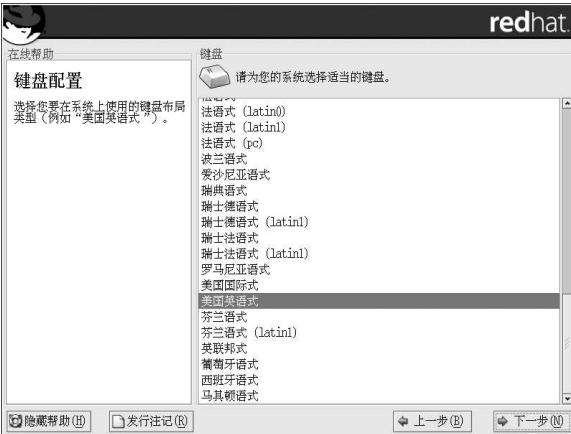 redhat.
在线帮助
键盘配置
选择您要在系统上使用的键盘布局
类型（例如“美国英语式”）。
键盘
请为您的系统选择适当的键盘。
法语式 (latin0)
法语式 (latin1)
法语式 (pc)
波兰语式
爱沙尼亚语式
瑞典语式
瑞士德语式
瑞士德语式 (latin1)
瑞士法语式
瑞士法语式 (latin1)
罗马尼亚语式
美国国际式
美国英语式
芬兰语式
芬兰语式 (latin1)
英联邦式
葡萄牙语式
西班牙语式
马其顿语式
隐藏帮助(H)
发行注记(R)
上一步(B)
下一步(N)